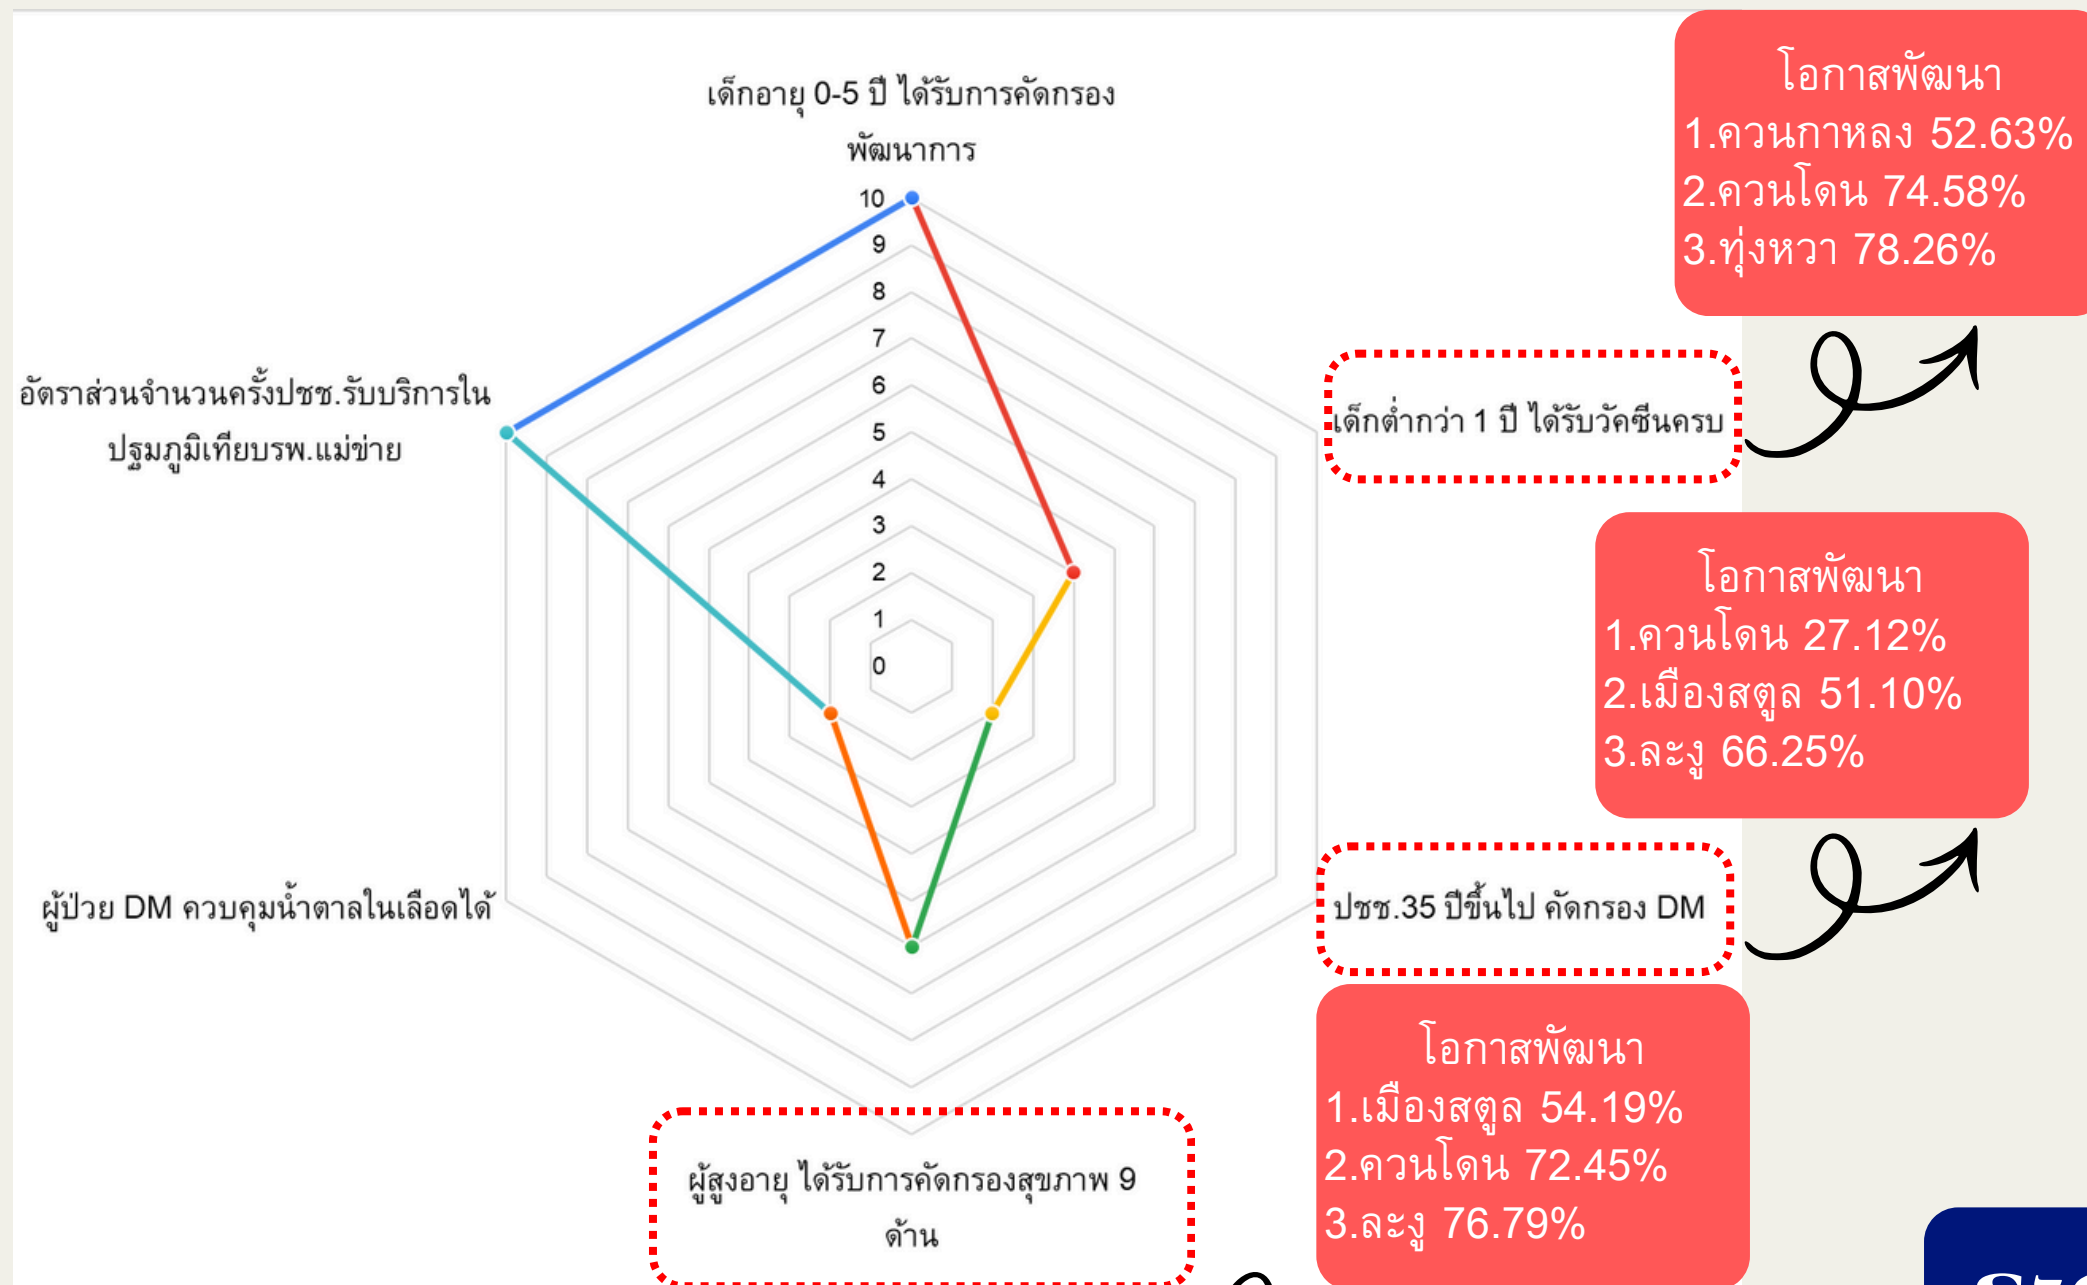 เด็กอายุ 0-5 ปี ได้รับการคัดกรอง
พัฒนาการ
10
9
8
7
6
5
4
3
2
1
0
อัตราส่วนจำนวนครั้งปชช.รับบริการใน
ปฐมภูมิเทียบรพ.แม่ข่าย
เด็กต่ำกว่า 1 ปี ได้รับวัคซีนครบ
ผู้ป่วย DM ควบคุมน้ำตาลในเลือดได้
ปชช.35 ปีขึ้นไป คัดกรอง DM
ผู้สูงอายุ ได้รับการคัดกรองสุขภาพ 9
ด้าน
โอกาสพัฒนา
1.ควนกาหลง 52.63%
2.ควนโดน 74.58%
3.ทุ่งหวา 78.26%
โอกาสพัฒนา
1.ควนโดน 27.12%
2.เมืองสตูล 51.10%
3.ละงู 66.25%
โอกาสพัฒนา
1.เมืองสตูล 54.19%
2.ควนโดน 72.45%
3.ละงู 76.79%